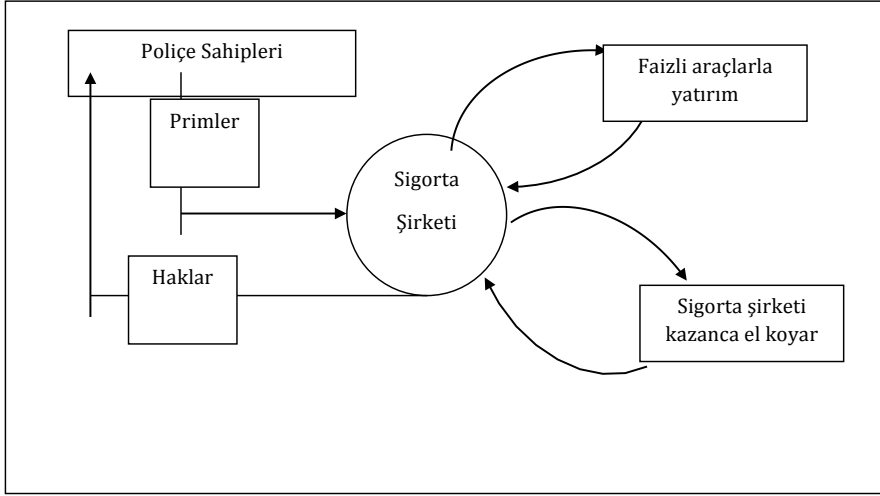 Poliçe Sahipleri
Primler
Haklar
Sigorta
Şirketi
Faizli araçlarla
yatırım
Sigorta şirketi
kazanca el koyar